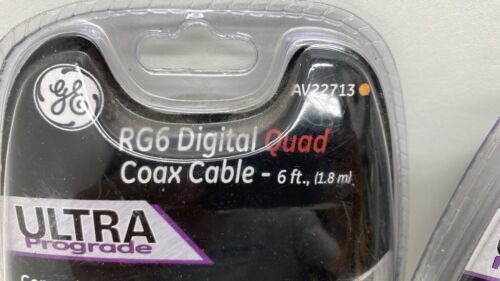 GE
AV22713
RG6 Digital Quad
Coax Cable - 6 ft., (1.8 m)
ULTRA
Prograde